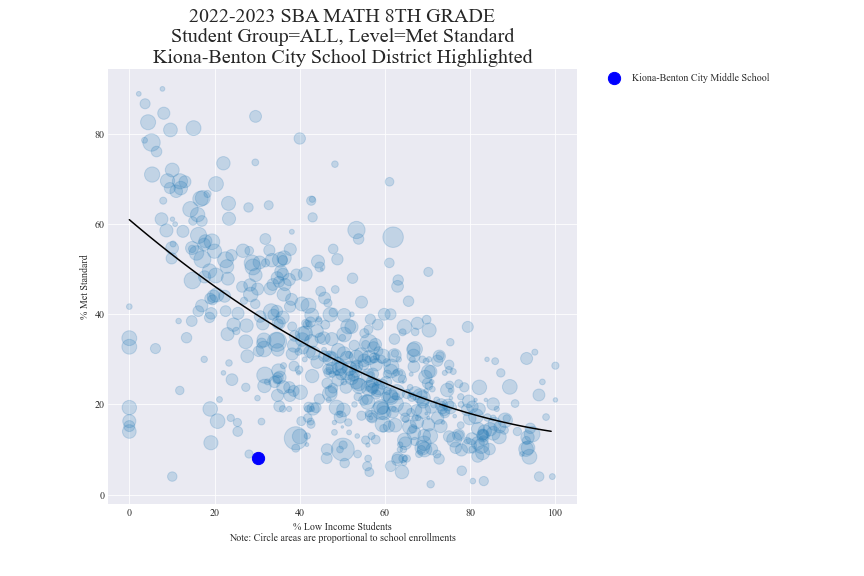 2022-2023 SBA MATH 8TH GRADE
Student Group=ALL, Level=Met Standard
Kiona-Benton City School District Highlighted
Kiona-Benton City Middle School
% Met Standard
80
60
40
20
0
0 20 40 60 80 100
% Low Income Students
Note: Circle areas are proportional to school enrollments